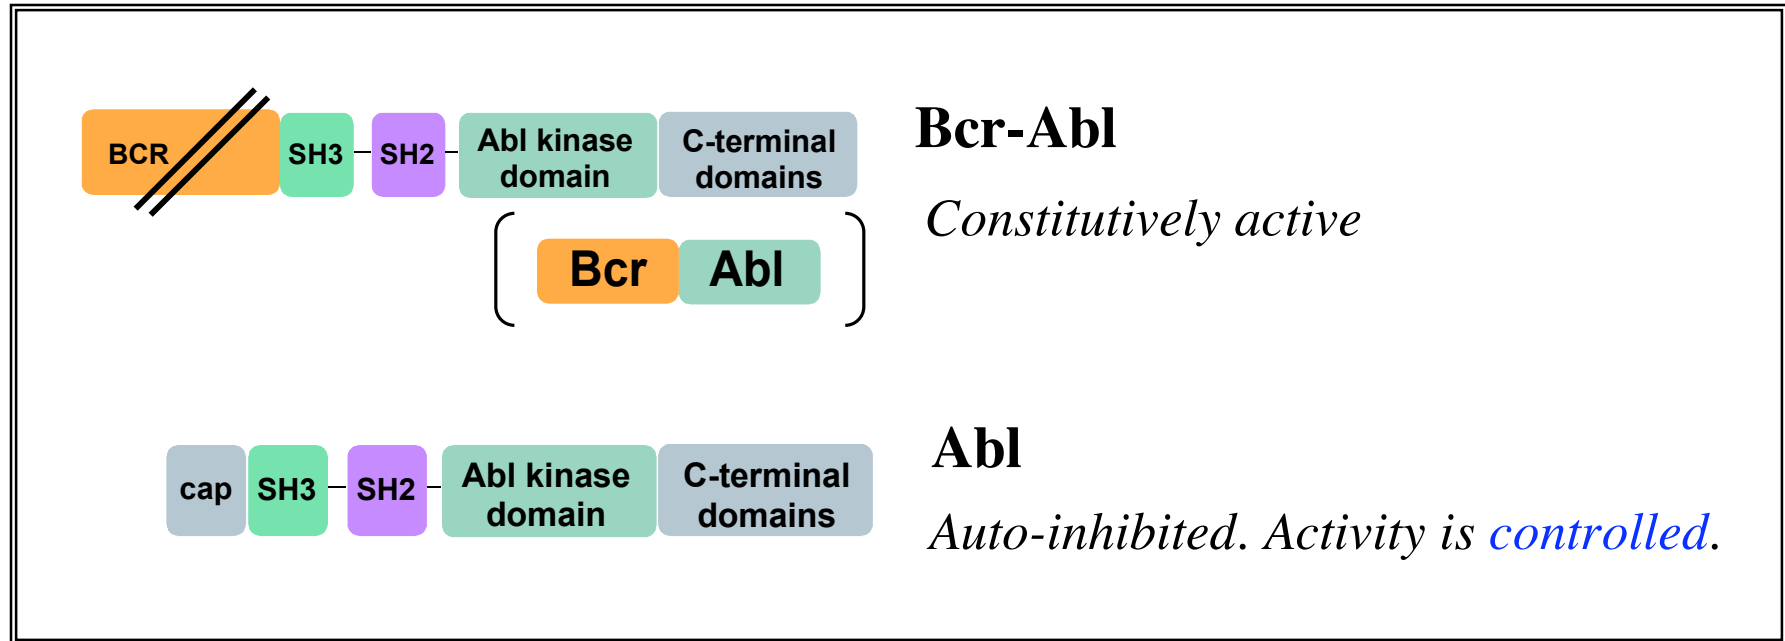 BCR SH3 SH2 Abl kinase domain C-terminal domains
Bcr-Abl
Constitutively active
Bcr Abl
cap SH3 SH2 Abl kinase domain C-terminal domains
Abl
Auto-inhibited. Activity is controlled.